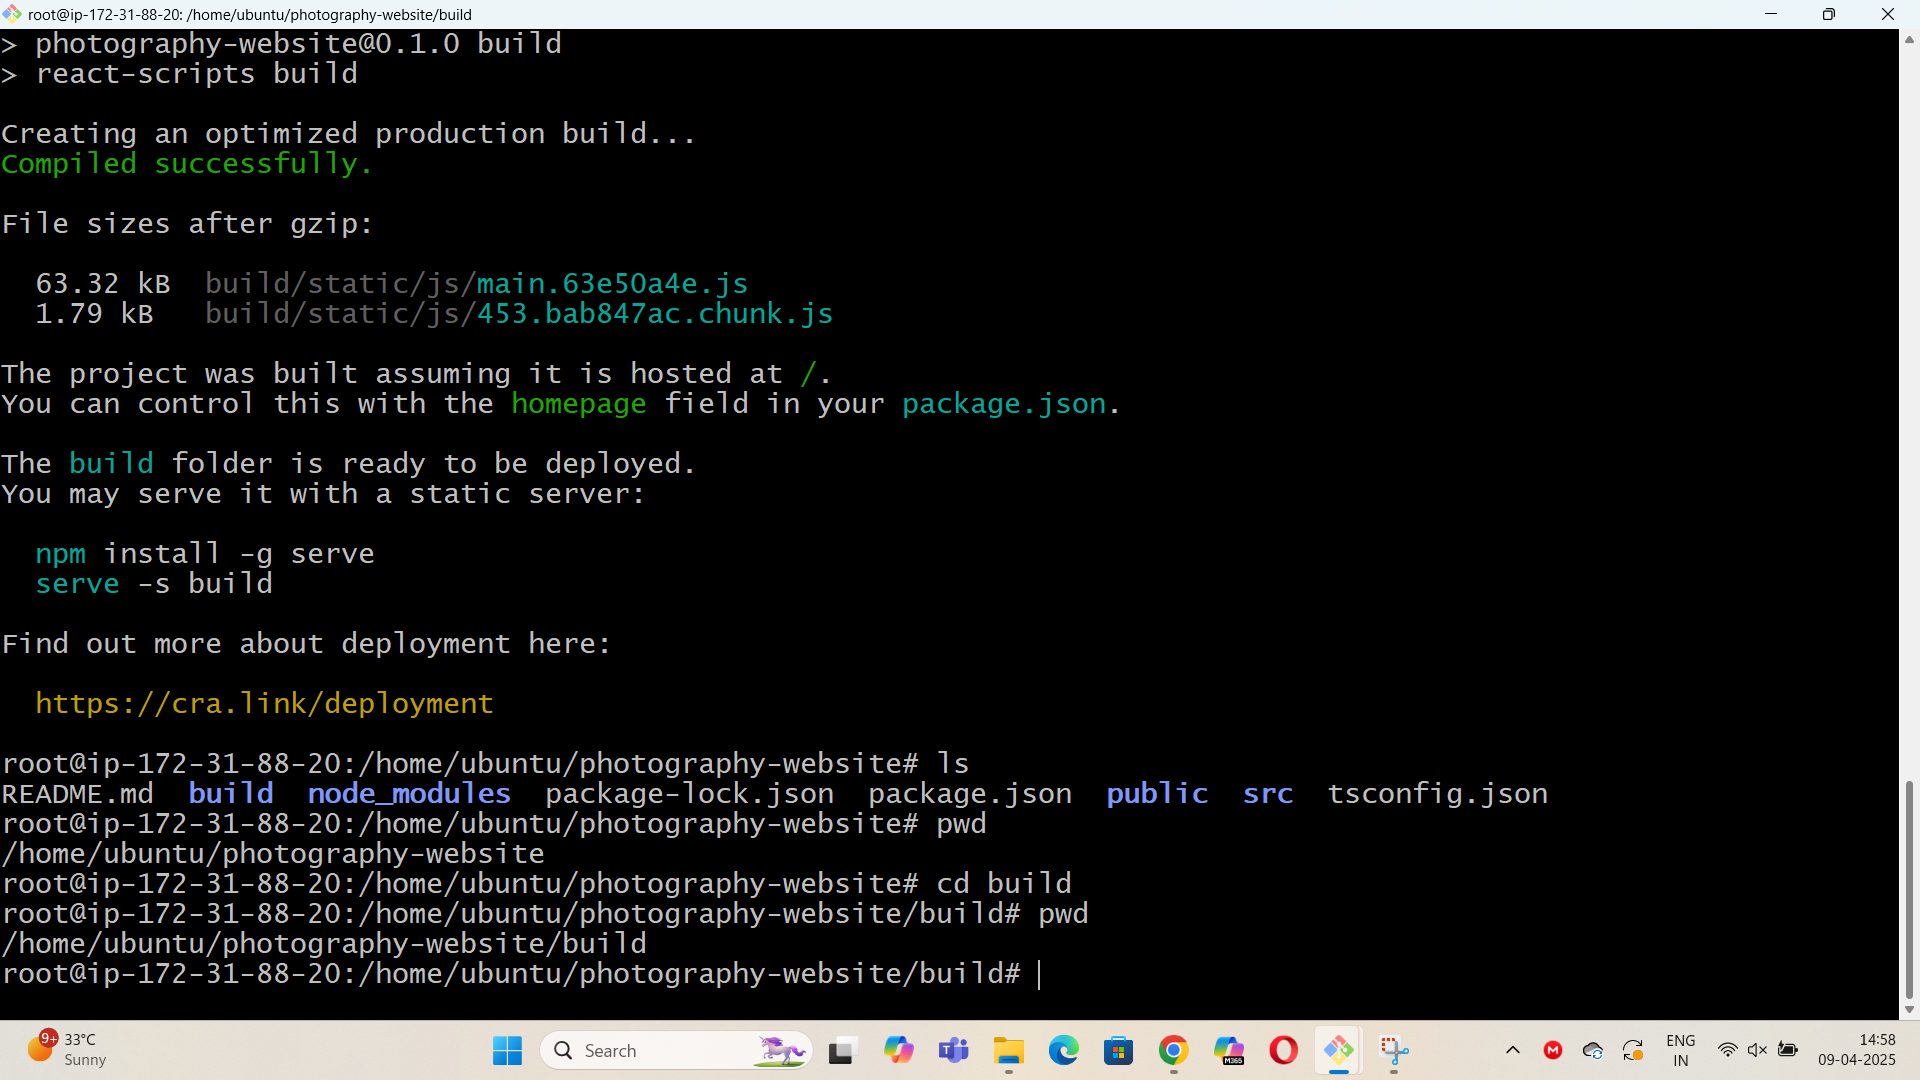 root@ip-172-31-88-20: /home/ubuntu/photography-website/build
> photography-website@0.1.0 build
> react-scripts build
Creating an optimized production build...
Compiled successfully.
File sizes after gzip:
63.32 kB  build/static/js/main.63e50a4e.js
1.79 kB   build/static/js/453.bab847ac.chunk.js
The project was built assuming it is hosted at /.
You can control this with the homepage field in your package.json.
The build folder is ready to be deployed.
You may serve it with a static server:
npm install -g serve
serve -s build
Find out more about deployment here:
https://cra.link/deployment
root@ip-172-31-88-20:/home/ubuntu/photography-website# ls
README.md  build  node_modules  package-lock.json  package.json  public  src  tsconfig.json
root@ip-172-31-88-20:/home/ubuntu/photography-website# pwd
/home/ubuntu/photography-website
root@ip-172-31-88-20:/home/ubuntu/photography-website# cd build
root@ip-172-31-88-20:/home/ubuntu/photography-website/build# pwd
/home/ubuntu/photography-website/build
root@ip-172-31-88-20:/home/ubuntu/photography-website/build#
9+
33°C
Sunny
Search
M365
ENG
IN
14:58
09-04-2025